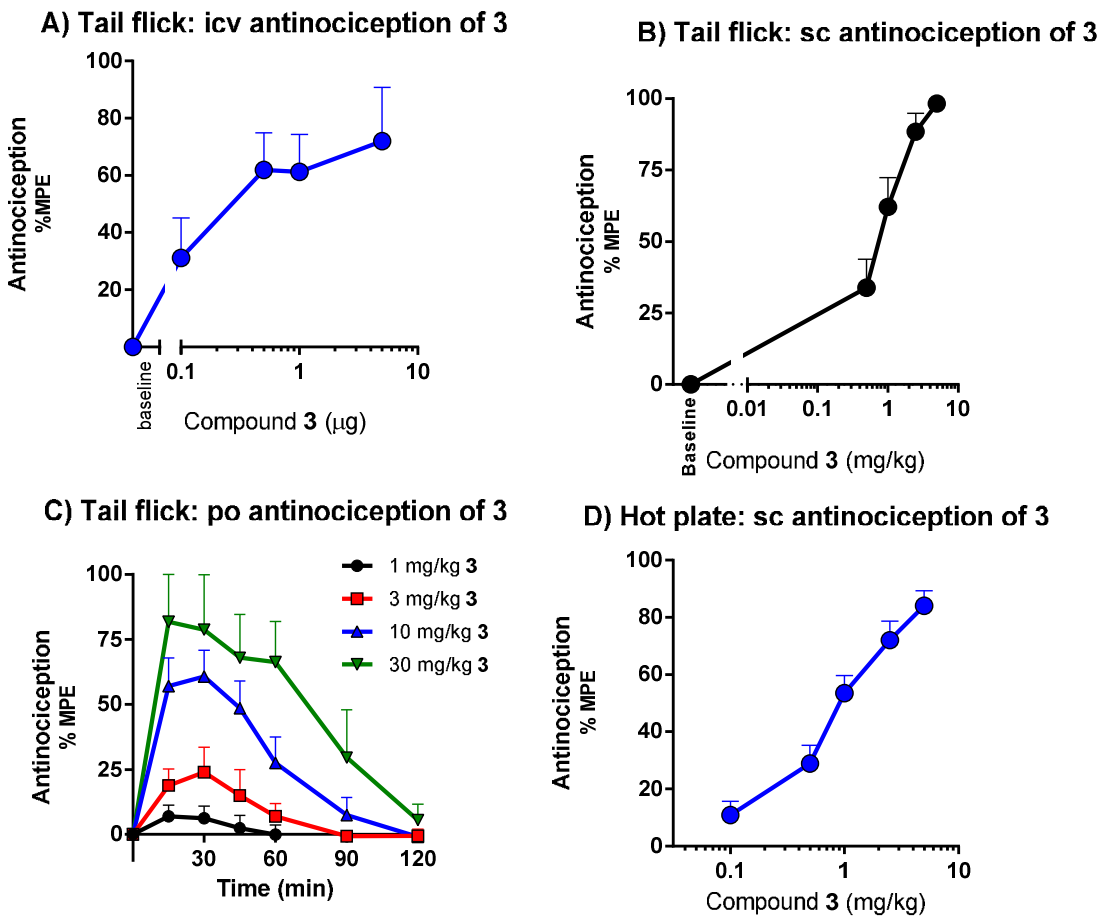 A) Tail flick: icv antinociception of 3
100
80
60
40
20
Antinociception
%MPE
baseline
0.1
1
10
Compound 3 (μg)
B) Tail flick: sc antinociception of 3
100
75
50
25
0
Antinociception
% MPE
Baseline
0.01
0.1
1
10
Compound 3 (mg/kg)
C) Tail flick: po antinociception of 3
1 mg/kg 3
3 mg/kg 3
10 mg/kg 3
30 mg/kg 3
100
75
50
25
0
Antinociception
% MPE
30
60
90
120
Time (min)
D) Hot plate: sc antinociception of 3
100
80
60
40
20
0
Antinociception
% MPE
0.1
1
10
Compound 3 (mg/kg)